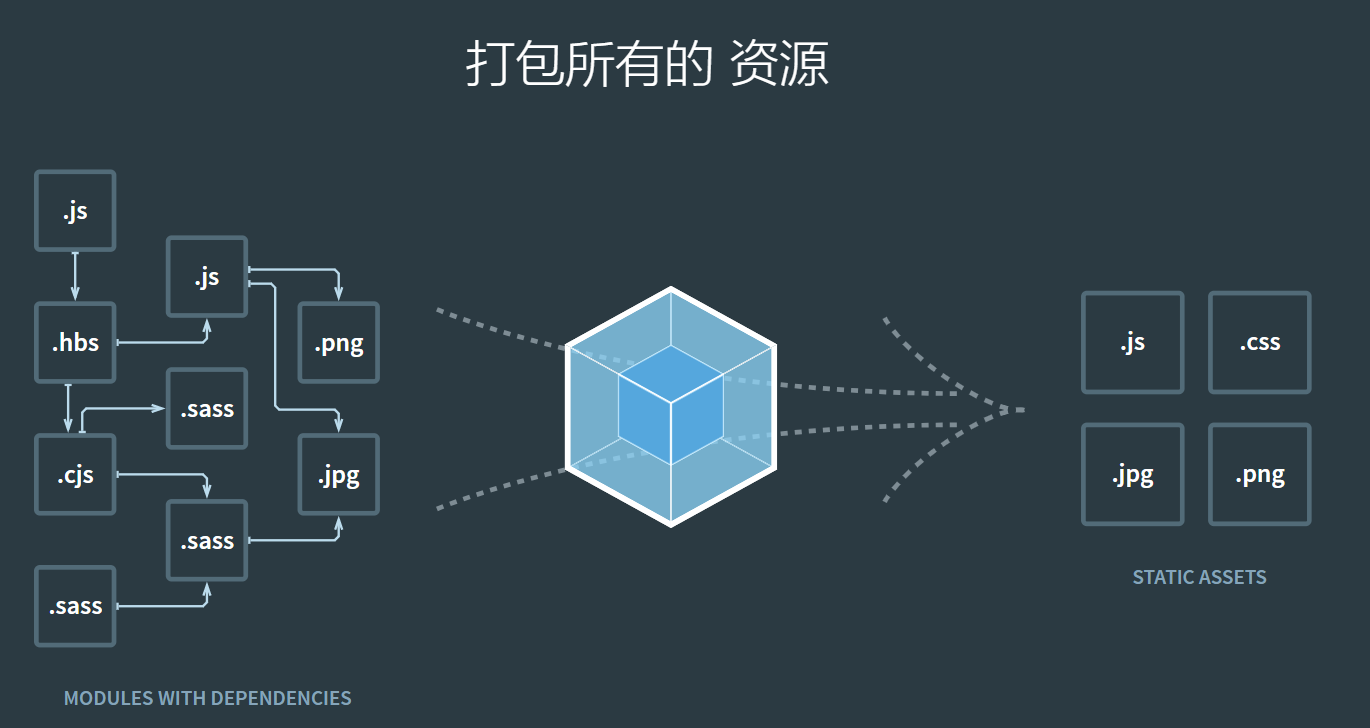 打包所有的 资源
.js
.js
.hbs
.png
.sass
.cjs
.jpg
.sass
.sass
MODULES WITH DEPENDENCIES
.js
.css
.jpg
.png
STATIC ASSETS